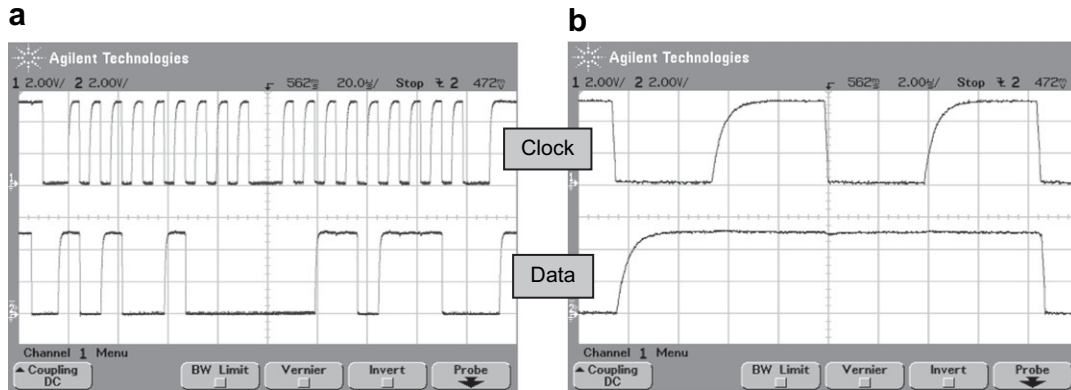 a
Agilent Technologies
1 2.00V/ 2 2.00V/ 562 20.0 Stop 2 472
Channel 1 Menu
Coupling BW Limit Vernier Invert Probe
DC
Clock
Data
b
Agilent Technologies
1 2.00V/ 2 2.00V/ 562 2.00 Stop 2 472
Channel 1 Menu
Coupling BW Limit Vernier Invert Probe
DC